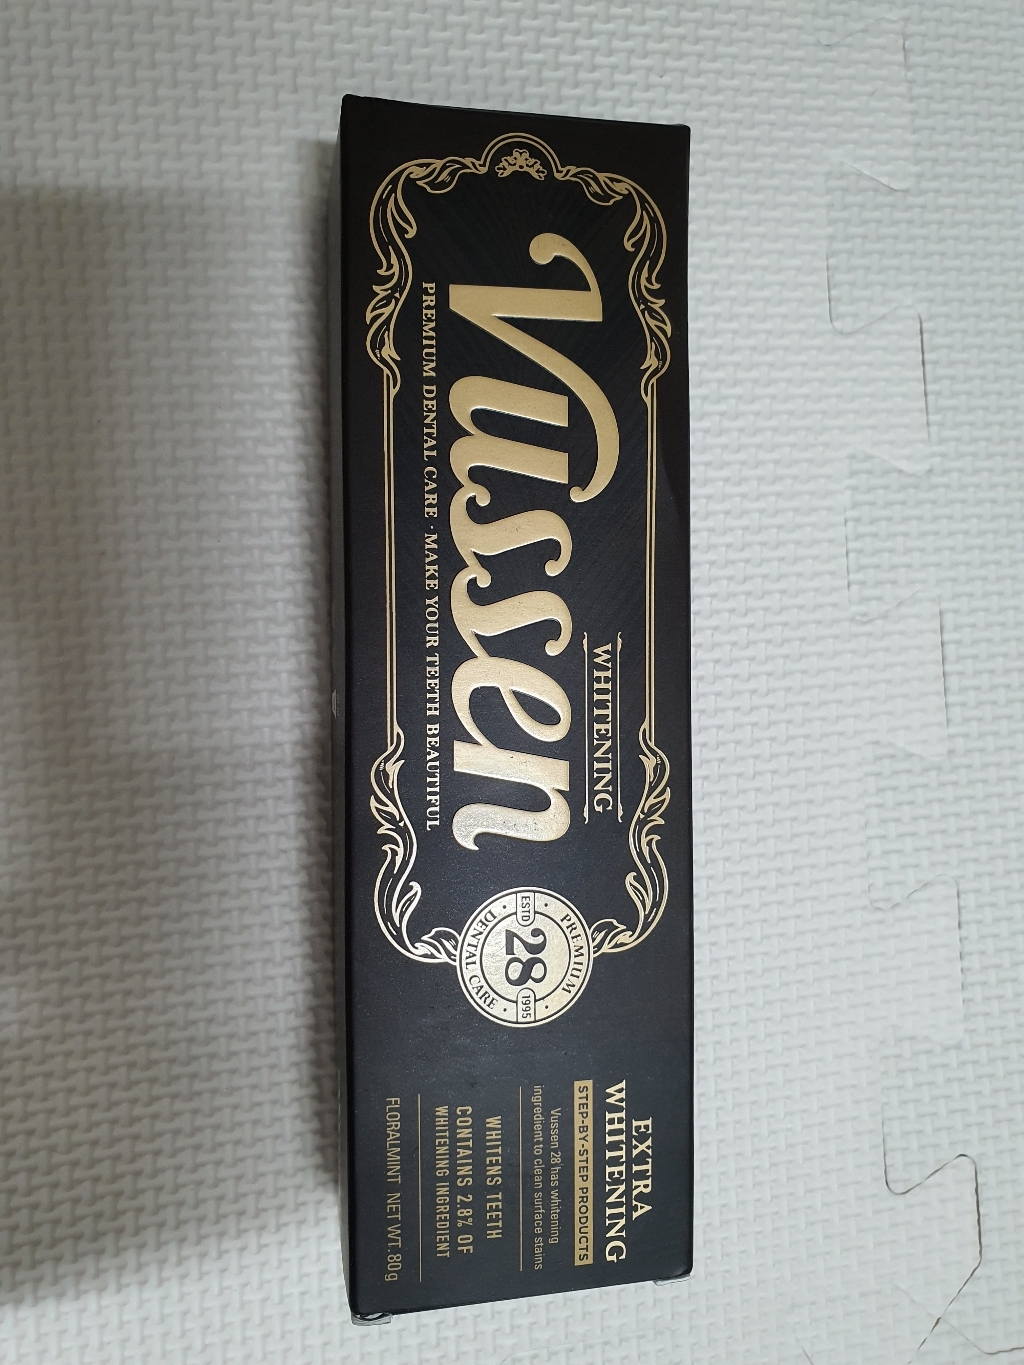 WHITENING
Vussen
PREMIUM DENTAL CARE · MAKE YOUR TEETH BEAUTIFUL
PREMIUM
ESTD 28 1995
DENTAL CARE
EXTRA
WHITENING
STEP-BY-STEP PRODUCTS
Vussen 28 has whitening
ingredient to clean surface stains
WHITENS TEETH
CONTAINS 2.8% OF
WHITENING INGREDIENT
FLORALMINT NET WT. 80g